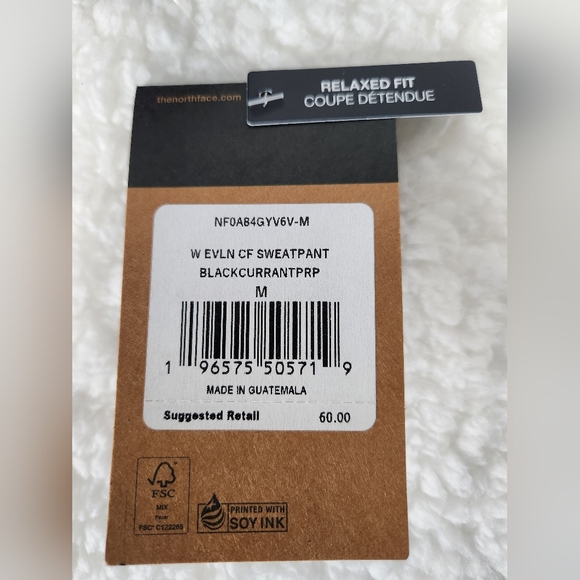 RELAXED FIT
COUPE DÉTENDUE
thenorthface.com
NF0A84GYV6V-M
W EVLN CF SWEATPANT
BLACKCURRANTPRP
M
1 96575 50571 9
MADE IN GUATEMALA
Suggested Retail 60.00
FSC
MIX
Paper
FSC® C122265
PRINTED WITH
SOY INK